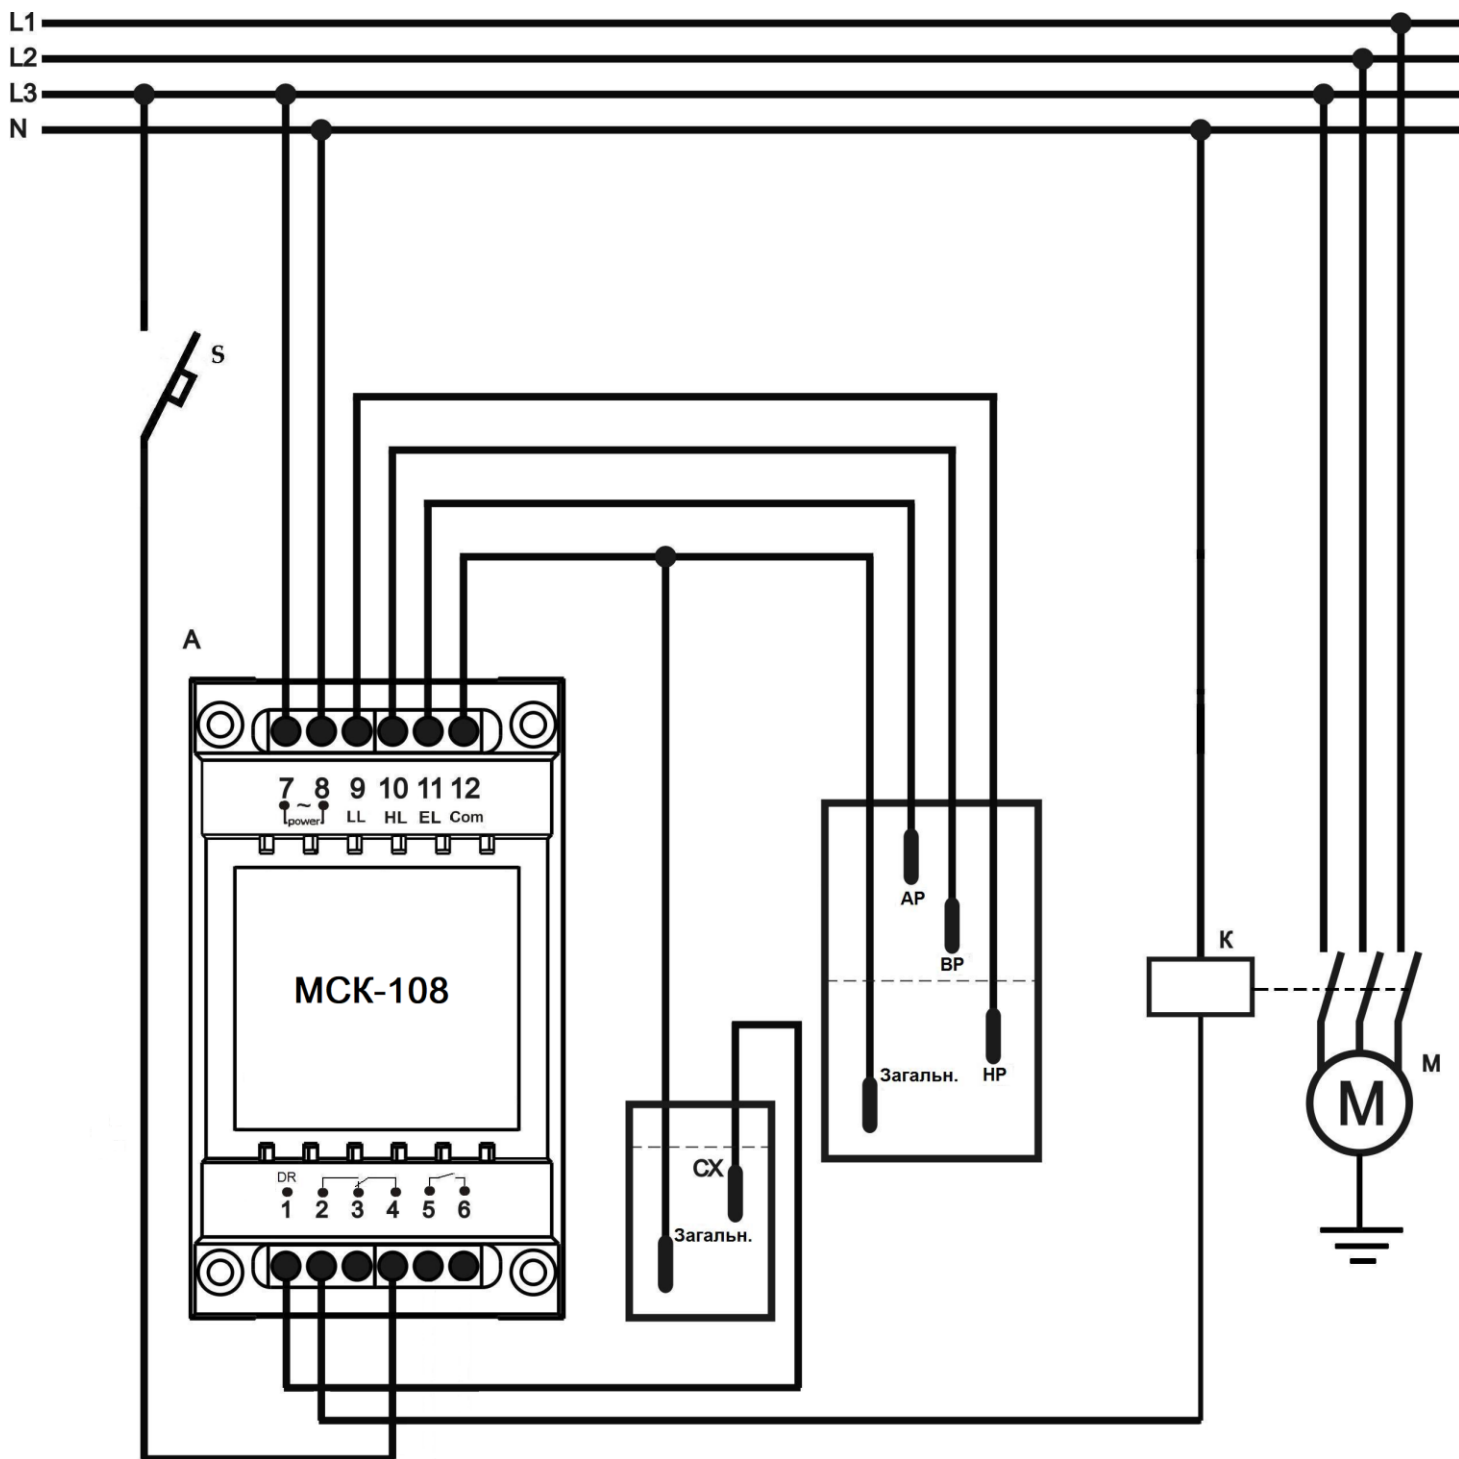 L1
L2
L3
N
S
А
7 8 9 10 11 12
~
power LL HL EL Com
МСК-108
DR
1 2 3 4 5 6
АР
ВР
НР
Загальн.
СХ
Загальн.
К
М
М